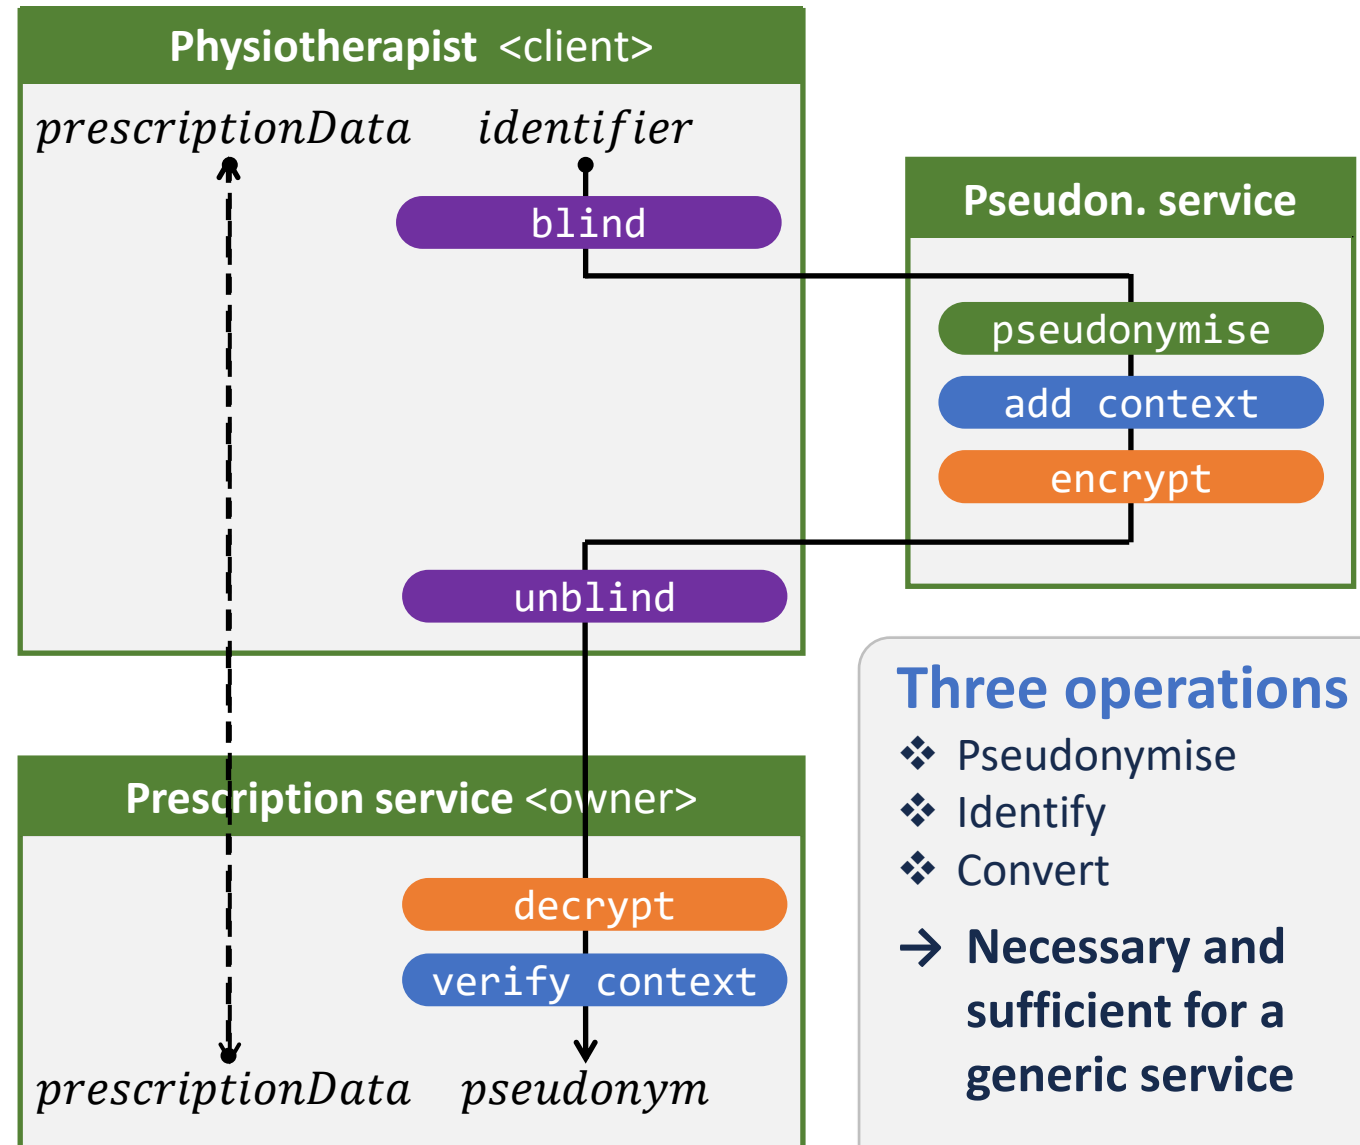 Physiotherapist <client>
prescriptionData identifier
blind
Pseudon. service
pseudonymise
add context
encrypt
unblind
Prescription service <owner>
decrypt
verify context
prescriptionData pseudonym
Three operations
❖ Pseudonymise
❖ Identify
❖ Convert
→ Necessary and
sufficient for a
generic service